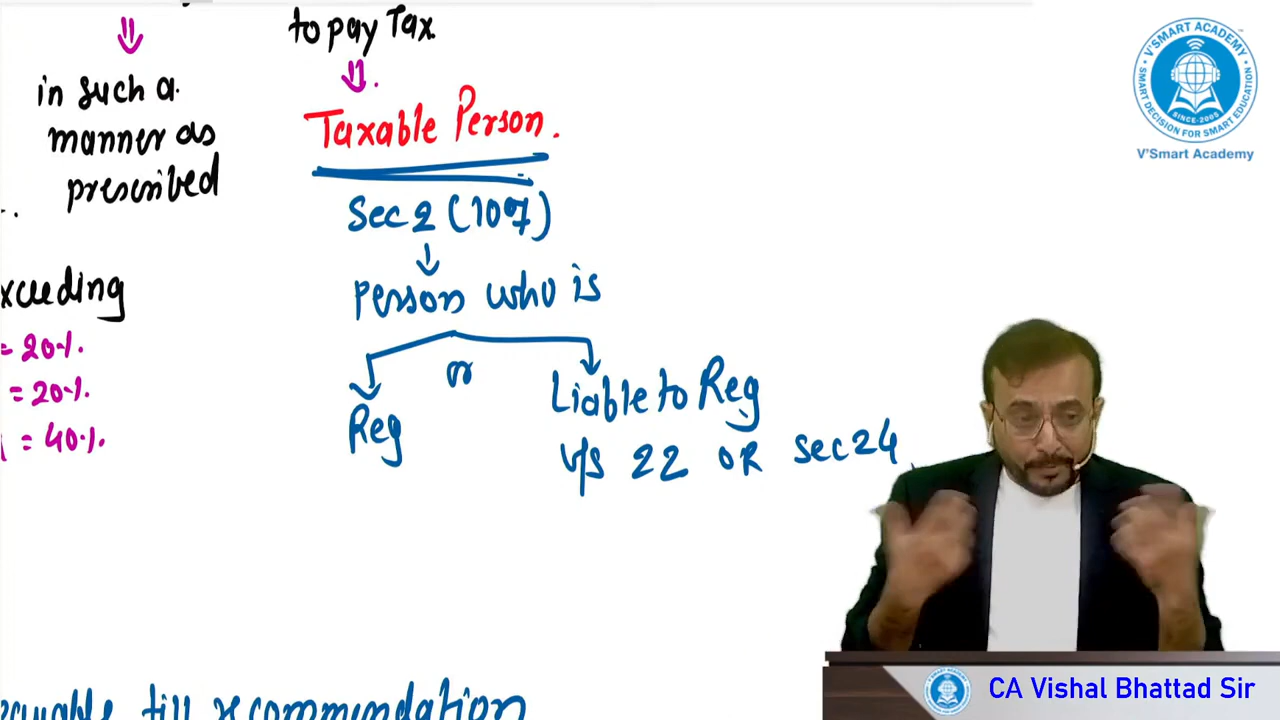 to pay Tax
in such a
manner as
prescribed
Taxable Person.
Sec 2 (107)
Person who is
or
Reg
Liable to Reg
u/s 22 OR sec 24
= 20%.
= 20%.
= 40%.
till recommendation
V'SMART ACADEMY
SINCE-2005
SMART DECISION FOR SMART EDUCATION
V'Smart Academy
CA Vishal Bhattad Sir